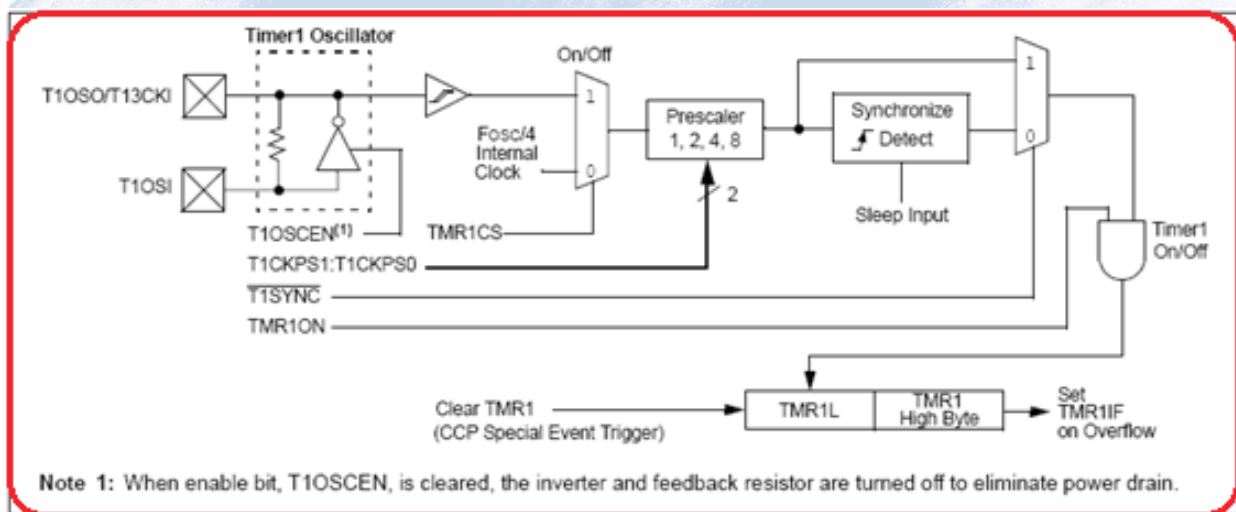 Timer1 Oscillator
T1OSO/T13CKI
T1OSI
On/Off
1
0
Fosc/4
Internal
Clock
Prescaler
1, 2, 4, 8
2
Synchronize
Detect
1
0
Sleep Input
T1OSCEN(1)
TMR1CS
T1CKPS1:T1CKPS0
T1SYNC
TMR1ON
Timer1
On/Off
Clear TMR1
(CCP Special Event Trigger)
TMR1L
TMR1
High Byte
Set
TMR1IF
on Overflow
Note 1: When enable bit, T1OSCEN, is cleared, the inverter and feedback resistor are turned off to eliminate power drain.